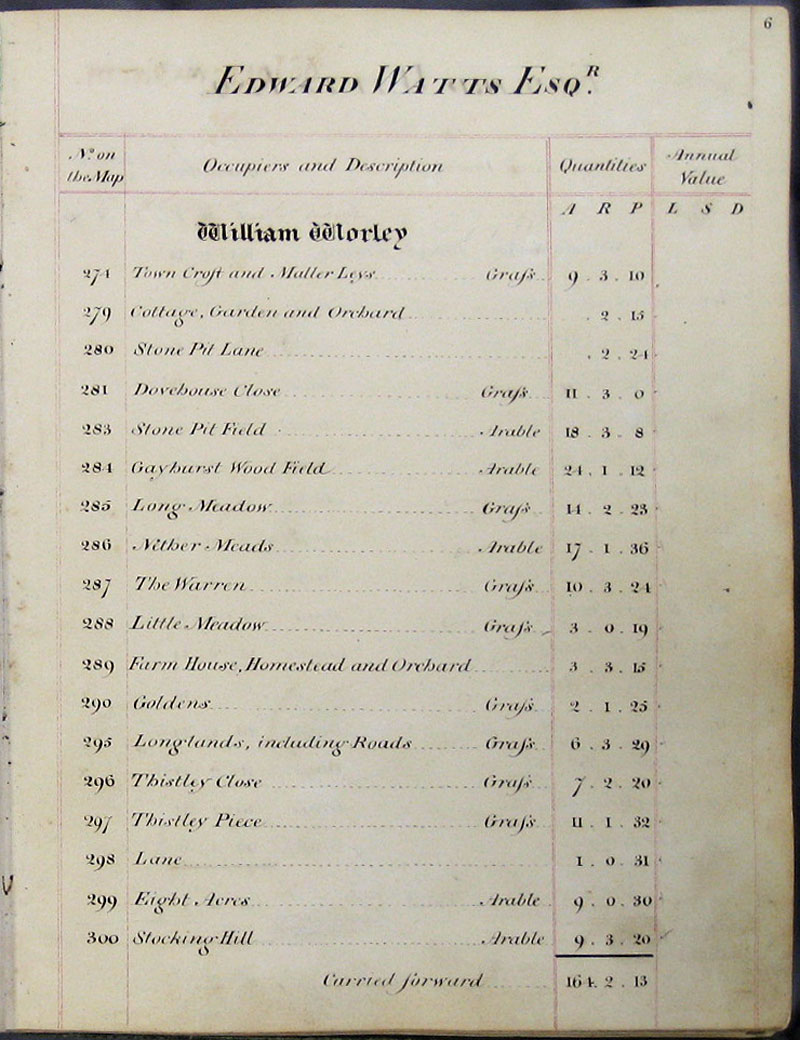 6
EDWARD WATTS ESQR.
No. on the Map Occupiers and Description Quantities Annual Value
A R P L S D
William Worley
274 Town Croft and Matter Leys Graſs 9 . 3 . 10
279 Cottage, Garden and Orchard . 2 . 15
280 Stone Pit Lane . 2 . 24
281 Dovehouse Close Graſs 11 . 3 . 0
283 Stone Pit Field Arable 18 . 3 . 8
284 Gayhurst Wood Field Arable 24 . 1 . 12
285 Long Meadow Graſs 14 . 2 . 23
286 Nither Meads Arable 17 . 1 . 36
287 The Warren Graſs 10 . 3 . 24
288 Little Meadow Graſs 3 . 0 . 19
289 Farm House, Homestead and Orchard 3 . 3 . 15
290 Goldens Graſs 2 . 1 . 25
295 Longlands, including Roads Graſs 6 . 3 . 29
296 Thistley Close Graſs 7 . 2 . 20
297 Thistley Piece Graſs 11 . 1 . 32
298 Lane 1 . 0 . 31
299 Eight Acres Arable 9 . 0 . 30
300 Stocking Hill Arable 9 . 3 . 20
Carried forward 164 . 2 . 13